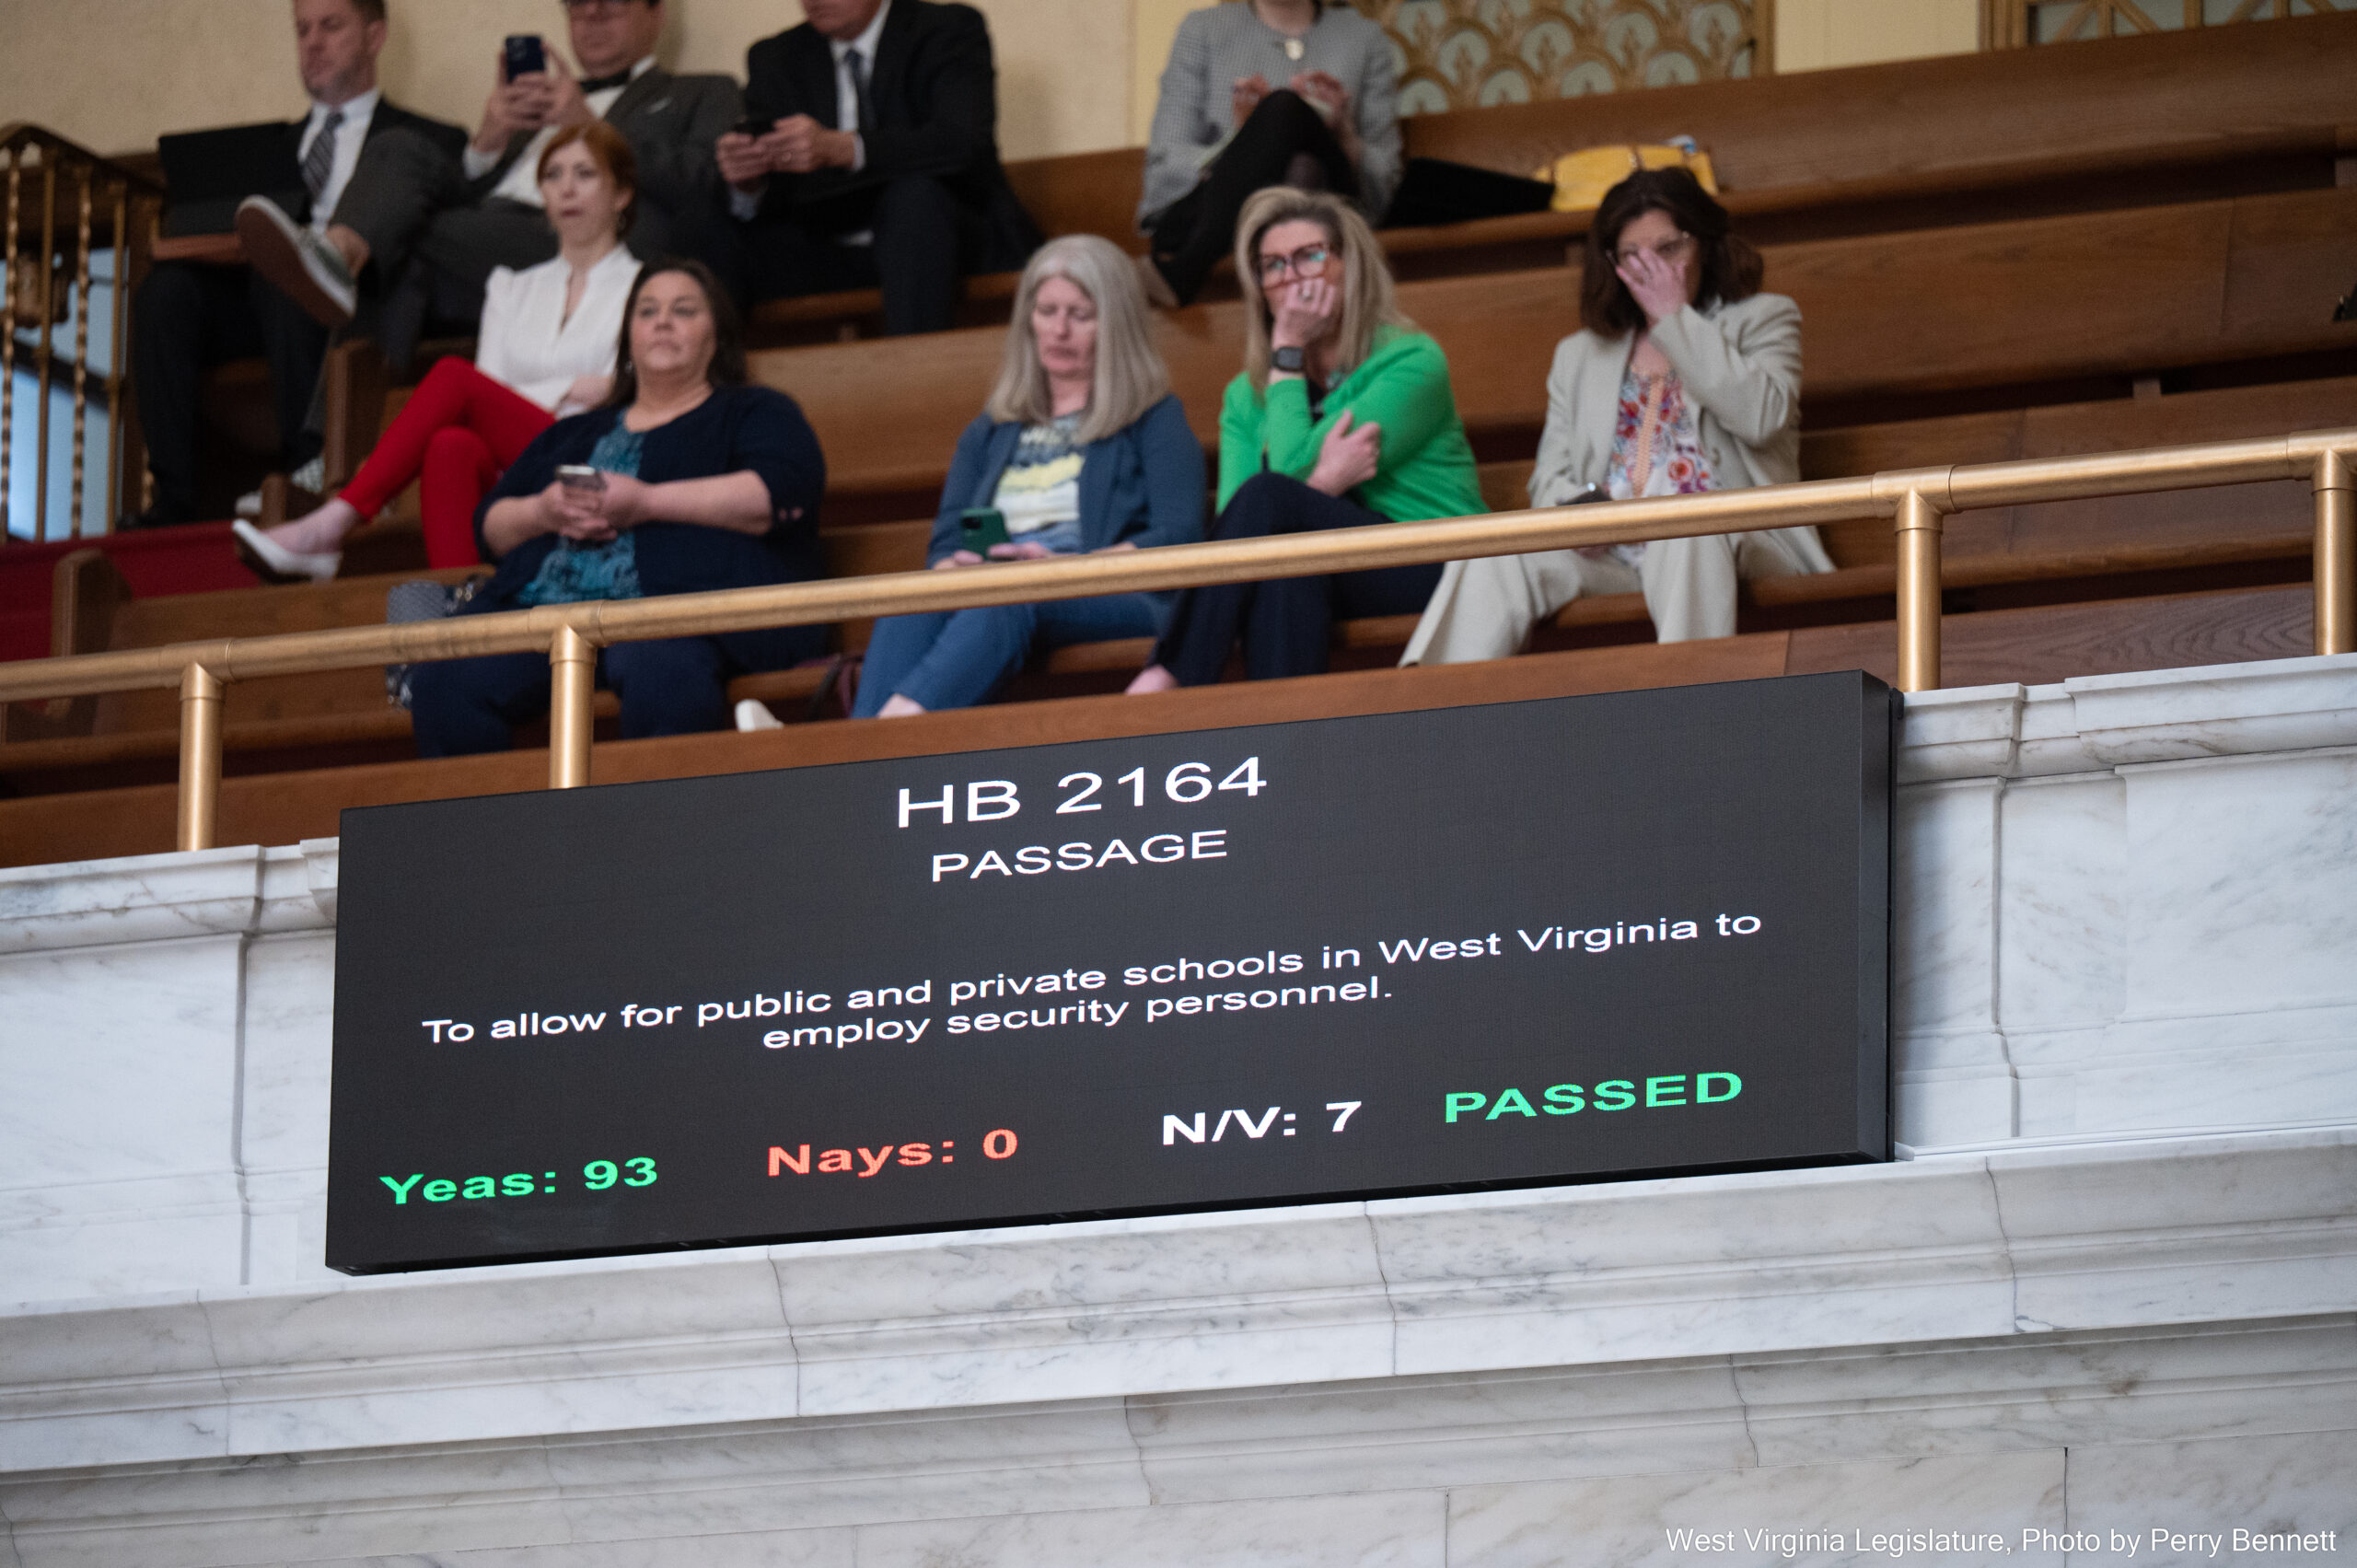 HB 2164
PASSAGE
To allow for public and private schools in West Virginia to
employ security personnel.
Yeas: 93 Nays: 0 N/V: 7 PASSED
West Virginia Legislature, Photo by Perry Bennett